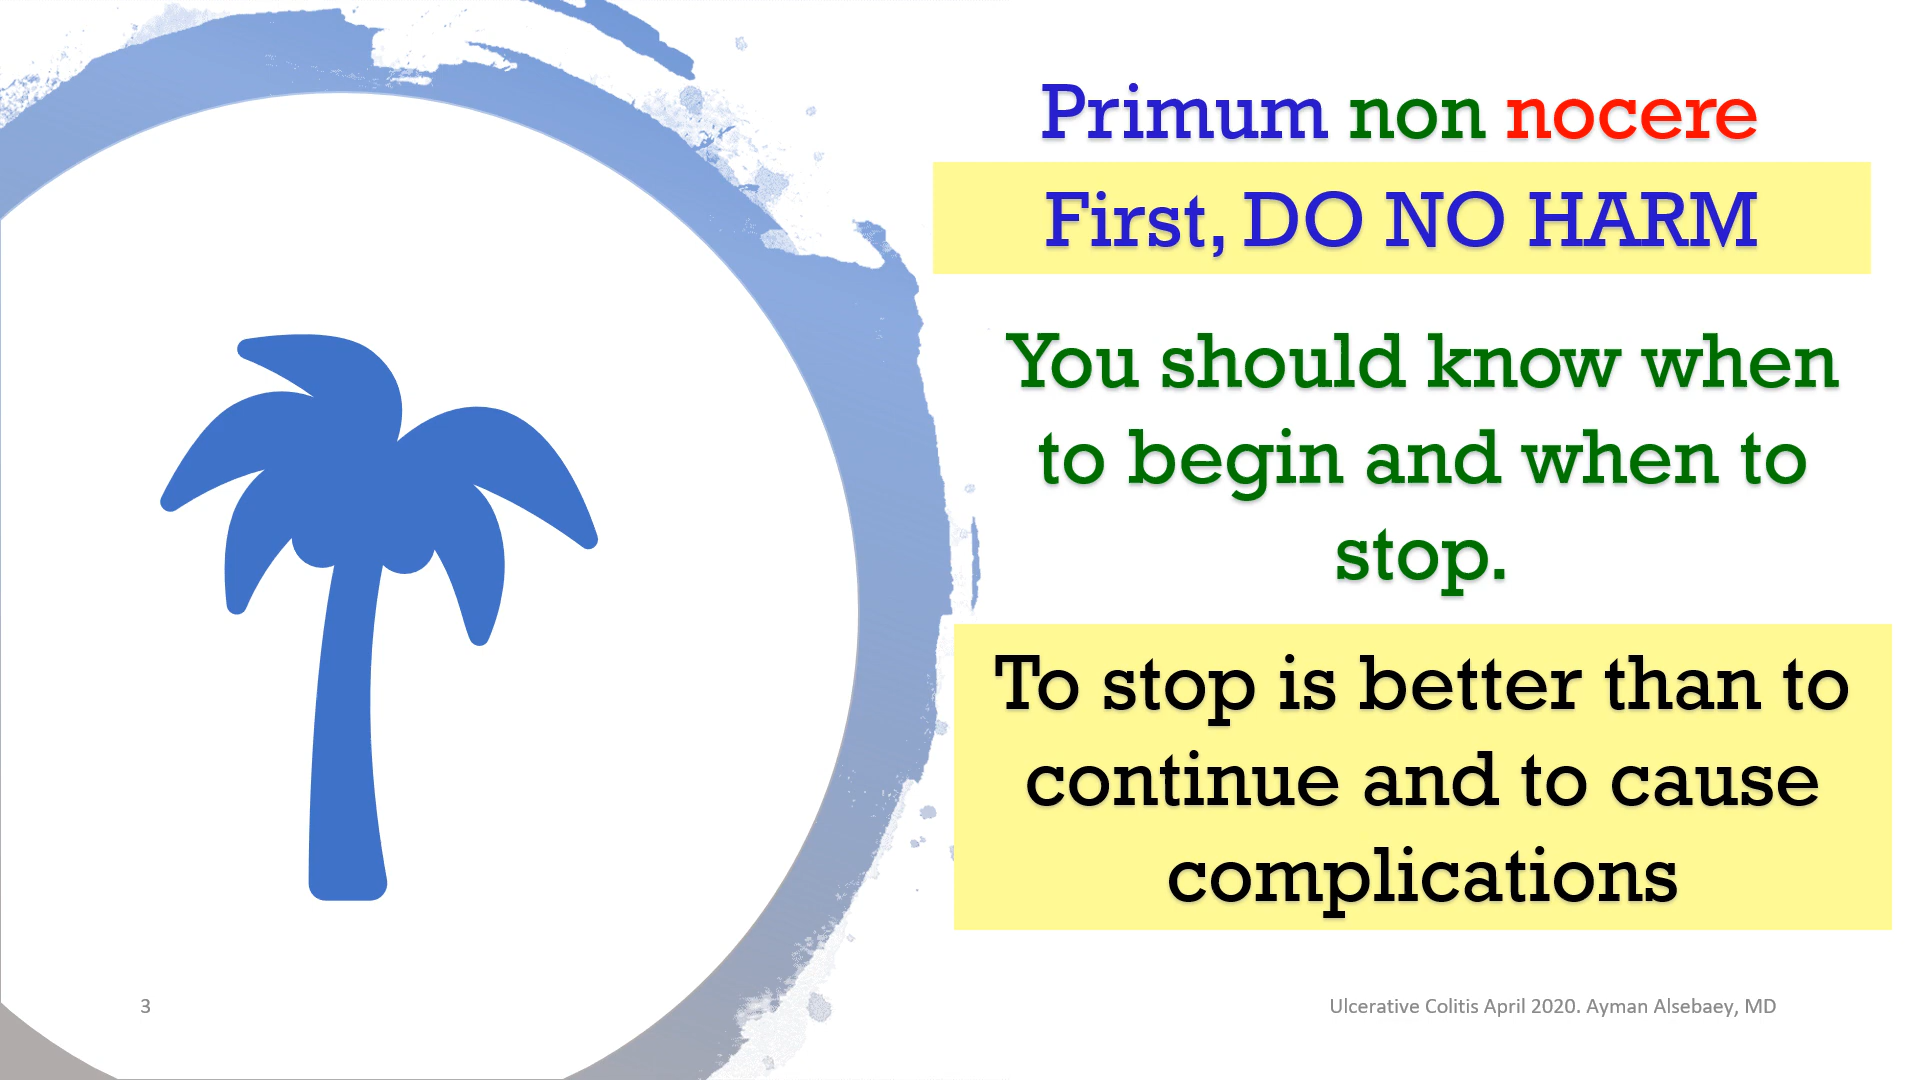 Primum non nocere
First, DO NO HARM
You should know when
to begin and when to
stop.
To stop is better than to
continue and to cause
complications
3
Ulcerative Colitis April 2020. Ayman Alsebaey, MD